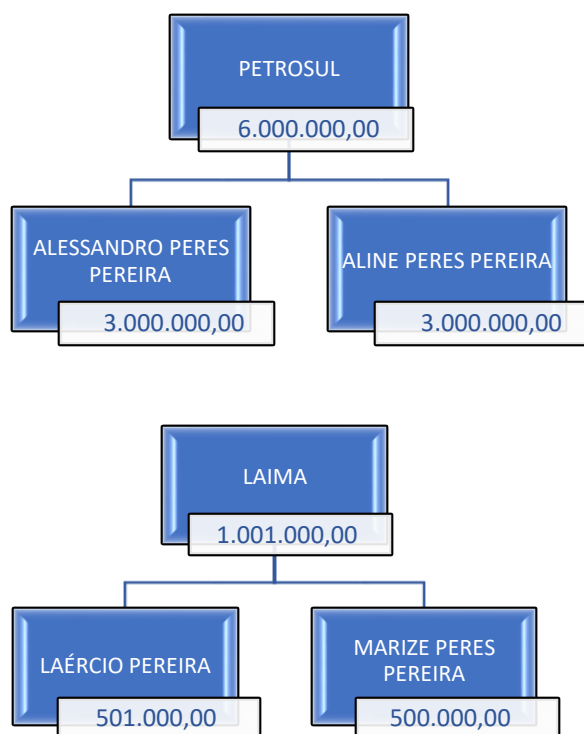 PETROSUL
6.000.000,00
ALESSANDRO PERES
PEREIRA
3.000.000,00
ALINE PERES PEREIRA
3.000.000,00
LAIMA
1.001.000,00
LAÉRCIO PEREIRA
501.000,00
MARIZE PERES
PEREIRA
500.000,00